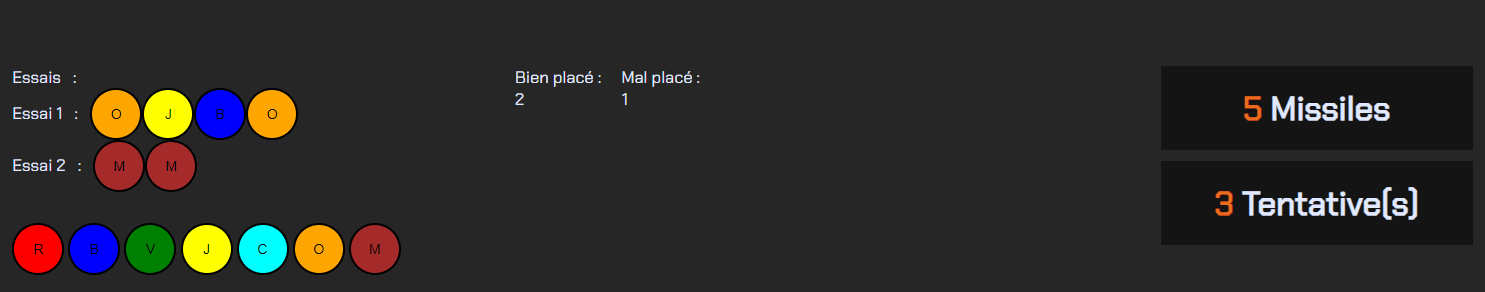 Essais :
Bien placé : Mal placé :
2 1
Essai 1 : O J B O
Essai 2 : M M
R B V J C O M
5 Missiles
3 Tentative(s)